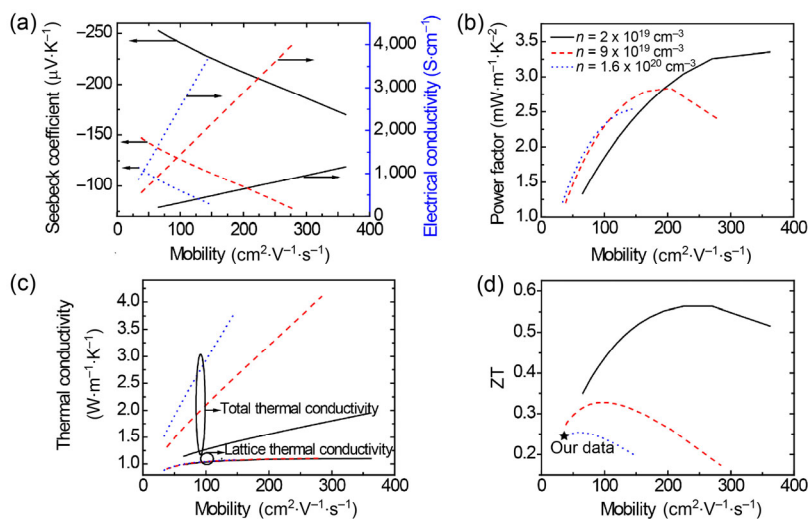 (a)
Seebeck coefficient (µV·K⁻¹)
−250
−200
−150
−100
4,000
3,000
2,000
1,000
0
Electrical conductivity (S·cm⁻¹)
0 100 200 300 400
Mobility (cm²·V⁻¹·s⁻¹)
(b)
Power factor (mW·m⁻¹·K⁻²)
4.0
3.5
3.0
2.5
2.0
1.5
1.0
n = 2 x 10¹⁹ cm⁻³
n = 9 x 10¹⁹ cm⁻³
n = 1.6 x 10²⁰ cm⁻³
0 100 200 300 400
Mobility (cm²·V⁻¹·s⁻¹)
(c)
Thermal conductivity
(W·m⁻¹·K⁻¹)
4.0
3.5
3.0
2.5
2.0
1.5
1.0
Total thermal conductivity
Lattice thermal conductivity
0 100 200 300 400
Mobility (cm²·V⁻¹·s⁻¹)
(d)
ZT
0.6
0.5
0.4
0.3
0.2
Our data
0 100 200 300 400
Mobility (cm²·V⁻¹·s⁻¹)